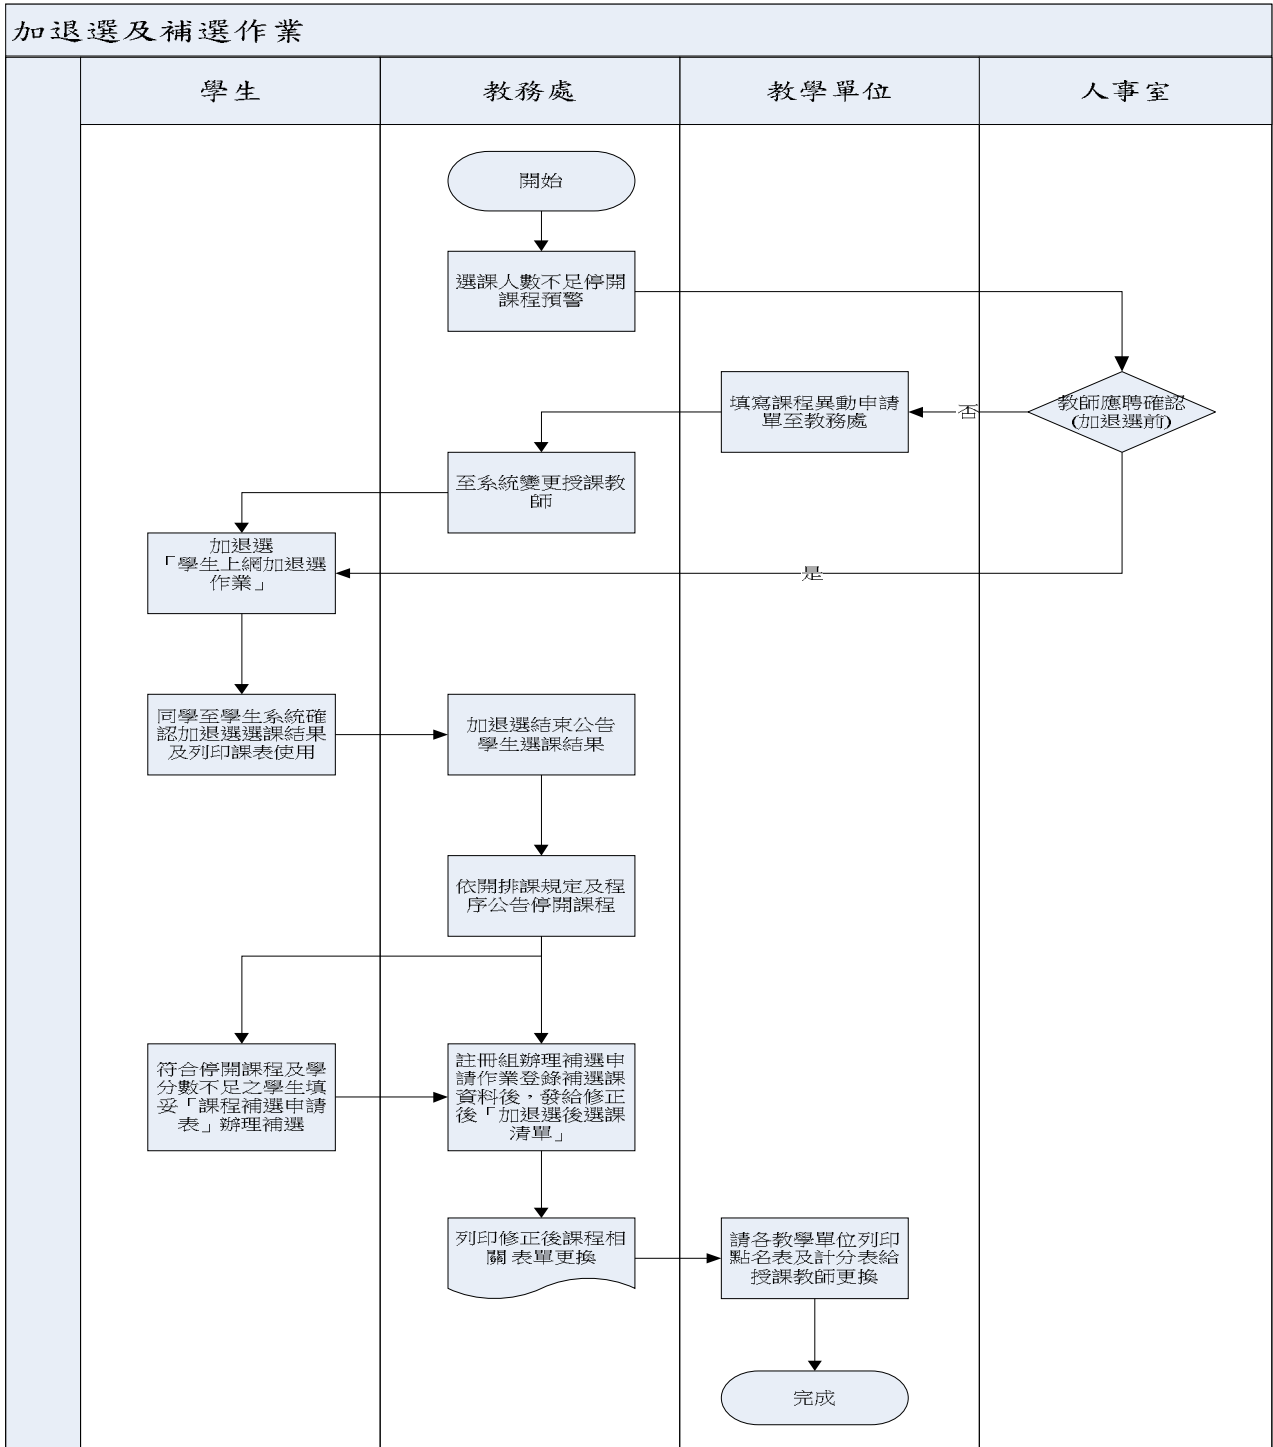 加退選及補選作業
學生
教務處
教學單位
人事室
開始
選課人數不足停開
課程預警
教師應聘確認
(加退選前)
否
填寫課程異動申請
單至教務處
至系統變更授課教
師
加退選
「學生上網加退選
作業」
是
同學至學生系統確
認加退選選課結果
及列印課表使用
加退選結束公告
學生選課結果
依開排課規定及程
序公告停開課程
符合停開課程及學
分數不足之學生填
妥「課程補選申請
表」辦理補選
註冊組辦理補選申
請作業登錄補選課
資料後，發給修正
後「加退選後選課
清單」
列印修正後課程相
關 表單更換
請各教學單位列印
點名表及計分表給
授課教師更換
完成